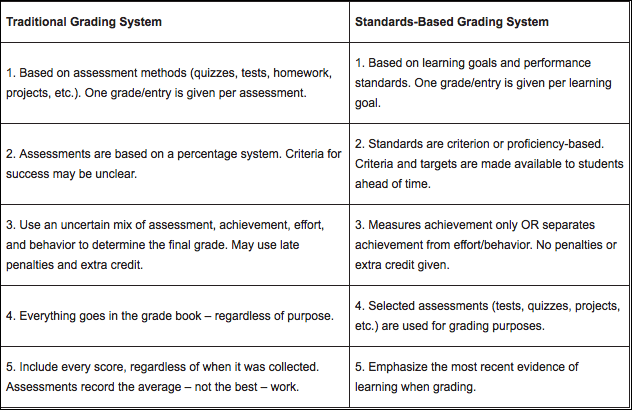 Traditional Grading System
Standards-Based Grading System
1. Based on assessment methods (quizzes, tests, homework,
projects, etc.). One grade/entry is given per assessment.
1. Based on learning goals and performance
standards. One grade/entry is given per learning
goal.
2. Assessments are based on a percentage system. Criteria for
success may be unclear.
2. Standards are criterion or proficiency-based.
Criteria and targets are made available to students
ahead of time.
3. Use an uncertain mix of assessment, achievement, effort,
and behavior to determine the final grade. May use late
penalties and extra credit.
3. Measures achievement only OR separates
achievement from effort/behavior. No penalties or
extra credit given.
4. Everything goes in the grade book – regardless of purpose.
4. Selected assessments (tests, quizzes, projects,
etc.) are used for grading purposes.
5. Include every score, regardless of when it was collected.
Assessments record the average – not the best – work.
5. Emphasize the most recent evidence of
learning when grading.